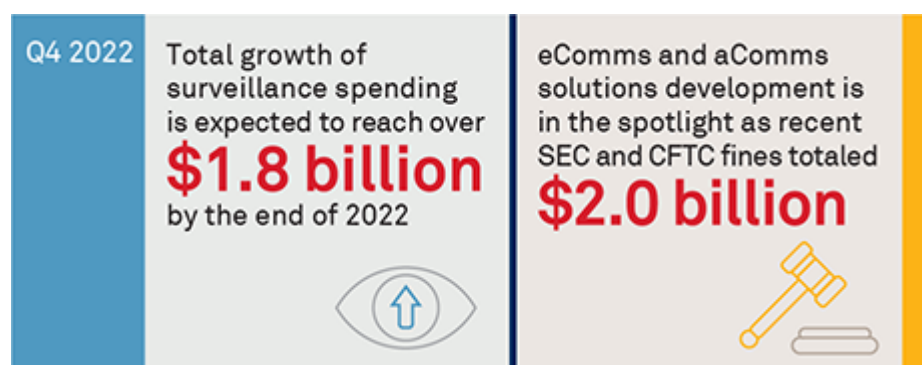 Q4 2022
Total growth of
surveillance spending
is expected to reach over
$1.8 billion
by the end of 2022
eComms and aComms
solutions development is
in the spotlight as recent
SEC and CFTC fines totaled
$2.0 billion